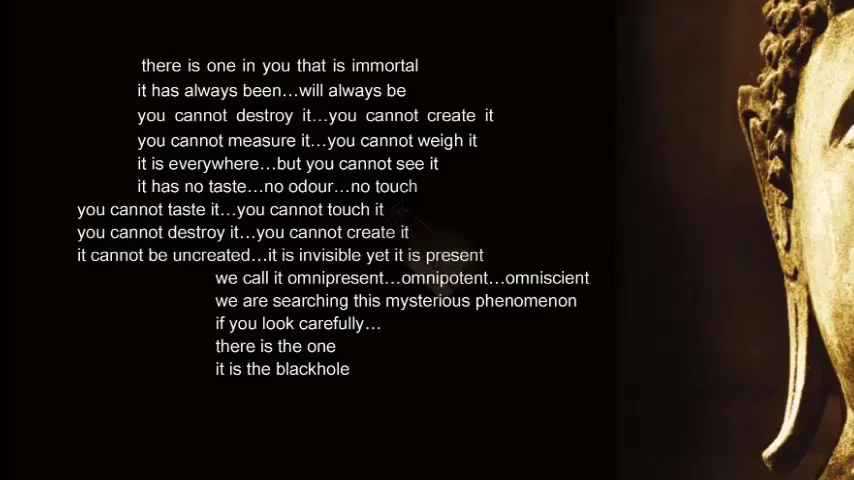 there is one in you that is immortal
it has always been...will always be
you cannot destroy it...you cannot create it
you cannot measure it...you cannot weigh it
it is everywhere...but you cannot see it
it has no taste...no odour...no touch
you cannot taste it...you cannot touch it
you cannot destroy it...you cannot create it
it cannot be uncreated...it is invisible yet it is present
we call it omnipresent...omnipotent...omniscient
we are searching this mysterious phenomenon
if you look carefully...
there is the one
it is the blackhole